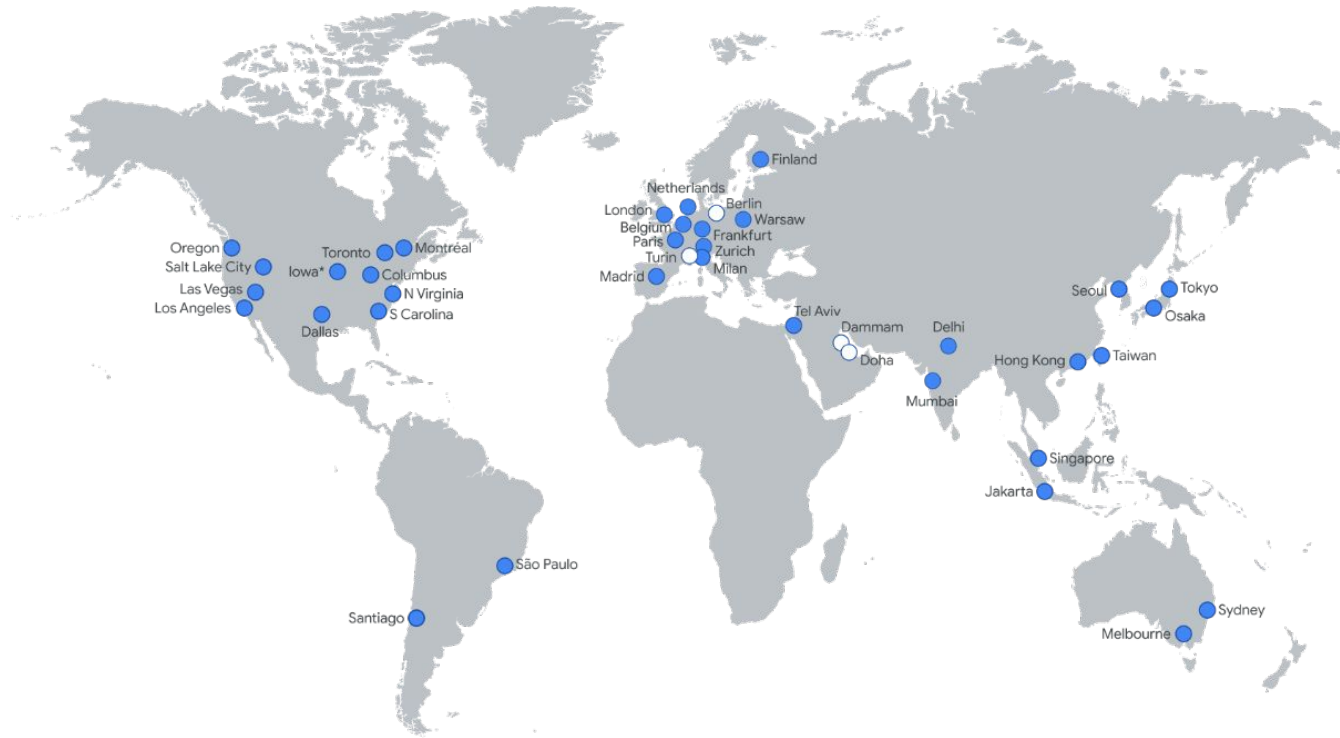 Finland
Netherlands
London
Berlin
Belgium
Warsaw
Paris
Frankfurt
Turin
Zurich
Milan
Madrid
Oregon
Toronto
Montréal
Salt Lake City
Iowa*
Columbus
Las Vegas
N Virginia
Los Angeles
S Carolina
Dallas
Tel Aviv
Dammam
Doha
Delhi
Mumbai
Seoul
Tokyo
Osaka
Hong Kong
Taiwan
Singapore
Jakarta
São Paulo
Santiago
Sydney
Melbourne